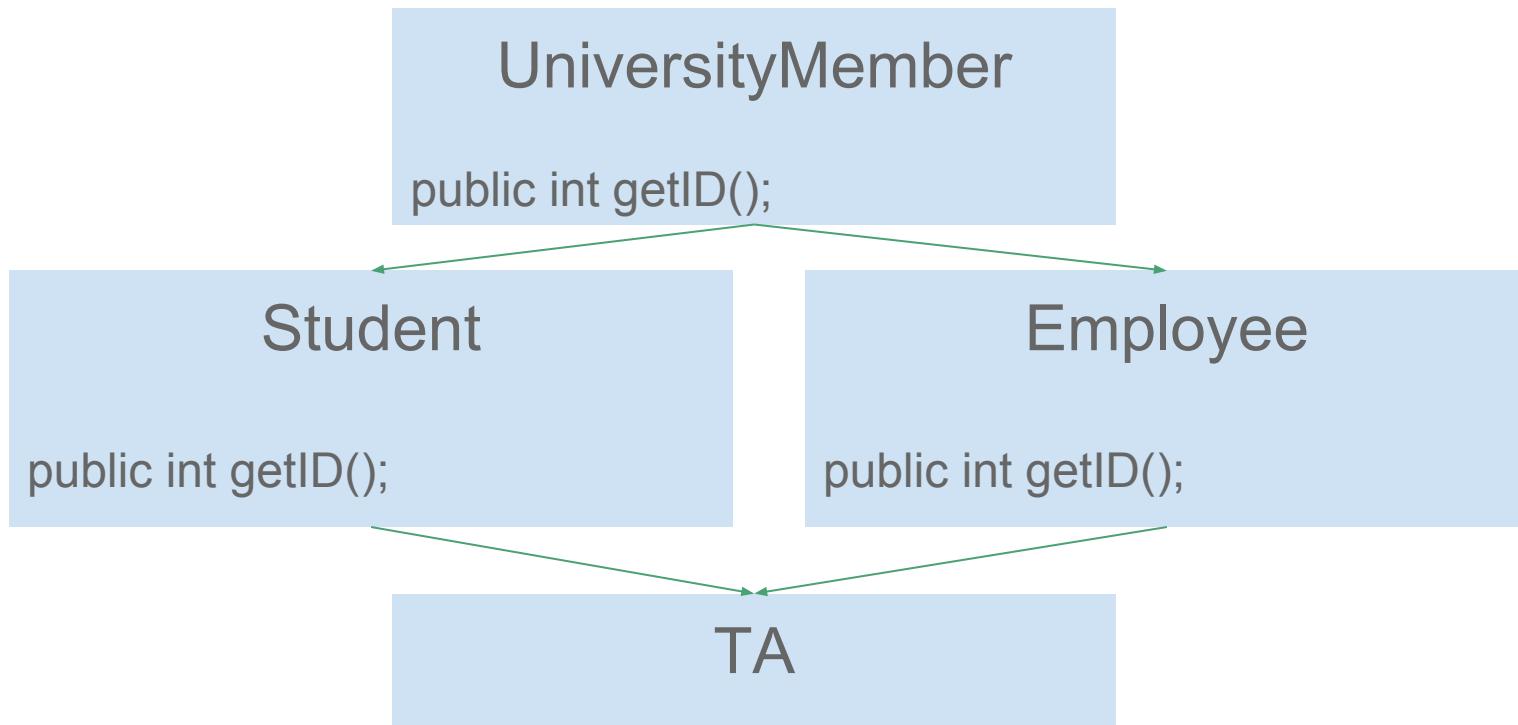 UniversityMember
public int getID();
Student
public int getID();
Employee
public int getID();
TA